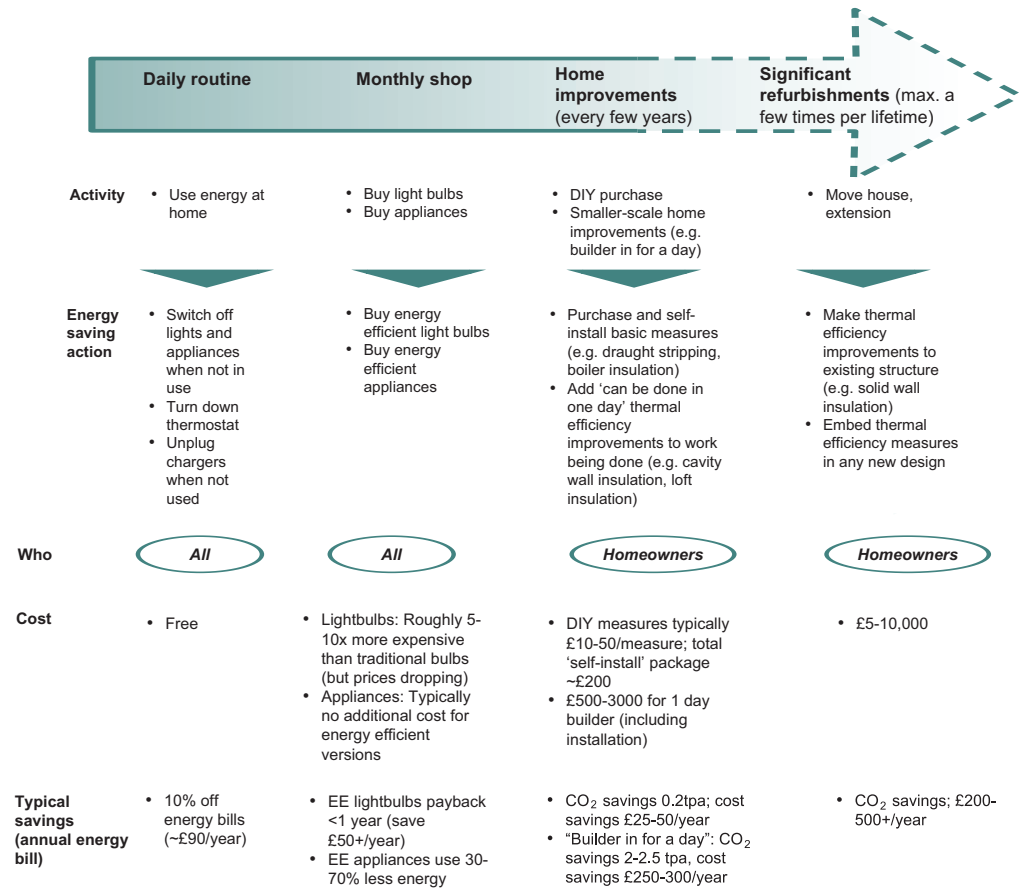 Daily routine
Monthly shop
Home
improvements
(every few years)
Significant
refurbishments (max. a
few times per lifetime)
Activity
• Use energy at
home
• Buy light bulbs
• Buy appliances
• DIY purchase
• Smaller-scale home
improvements (e.g.
builder in for a day)
• Move house,
extension
Energy
saving
action
• Switch off
lights and
appliances
when not in
use
• Turn down
thermostat
• Unplug
chargers
when not
used
• Buy energy
efficient light bulbs
• Buy energy
efficient
appliances
• Purchase and self-
install basic measures
(e.g. draught stripping,
boiler insulation)
• Add ‘can be done in
one day’ thermal
efficiency
improvements to work
being done (e.g. cavity
wall insulation, loft
insulation)
• Make thermal
efficiency
improvements to
existing structure
(e.g. solid wall
insulation)
• Embed thermal
efficiency measures
in any new design
Who
All
All
Homeowners
Homeowners
Cost
• Free
• Lightbulbs: Roughly 5-
10x more expensive
than traditional bulbs
(but prices dropping)
• Appliances: Typically
no additional cost for
energy efficient
versions
• DIY measures typically
£10-50/measure; total
‘self-install’ package
~£200
• £500-3000 for 1 day
builder (including
installation)
• £5-10,000
Typical
savings
(annual energy
bill)
• 10% off
energy bills
(~£90/year)
• EE lightbulbs payback
<1 year (save
£50+/year)
• EE appliances use 30-
70% less energy
• CO₂ savings 0.2tpa; cost
savings £25-50/year
• “Builder in for a day”: CO₂
savings 2-2.5 tpa, cost
savings £250-300/year
• CO₂ savings; £200-
500+/year